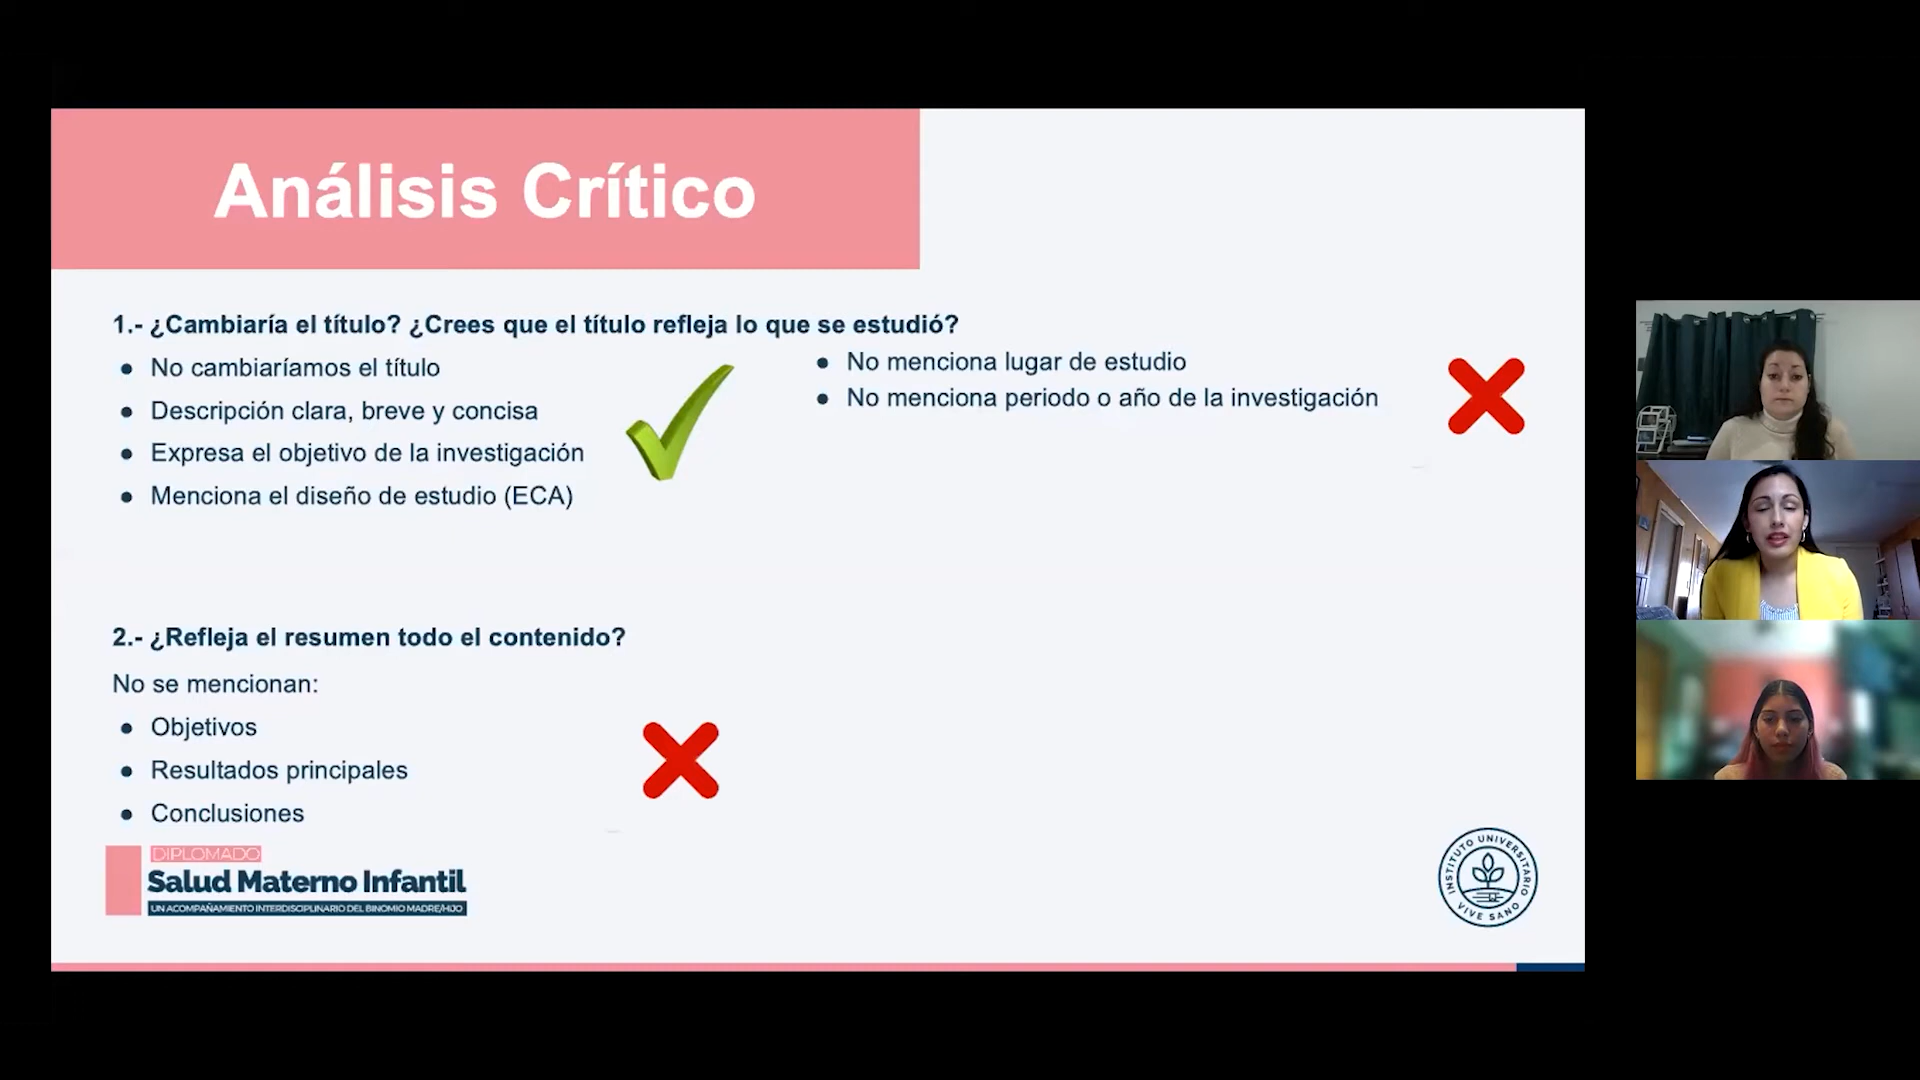 Análisis Crítico
1.- ¿Cambiaría el título? ¿Crees que el título refleja lo que se estudió?
● No cambiaríamos el título
● Descripción clara, breve y concisa
● Expresa el objetivo de la investigación
● Menciona el diseño de estudio (ECA)
● No menciona lugar de estudio
● No menciona periodo o año de la investigación
2.- ¿Refleja el resumen todo el contenido?
No se mencionan:
● Objetivos
● Resultados principales
● Conclusiones
DIPLOMADO
Salud Materno Infantil
UN ACOMPAÑAMIENTO INTERDISCIPLINARIO DEL BINOMIO MADRE/HIJO
INSTITUTO UNIVERSITARIO
VIVE SANO